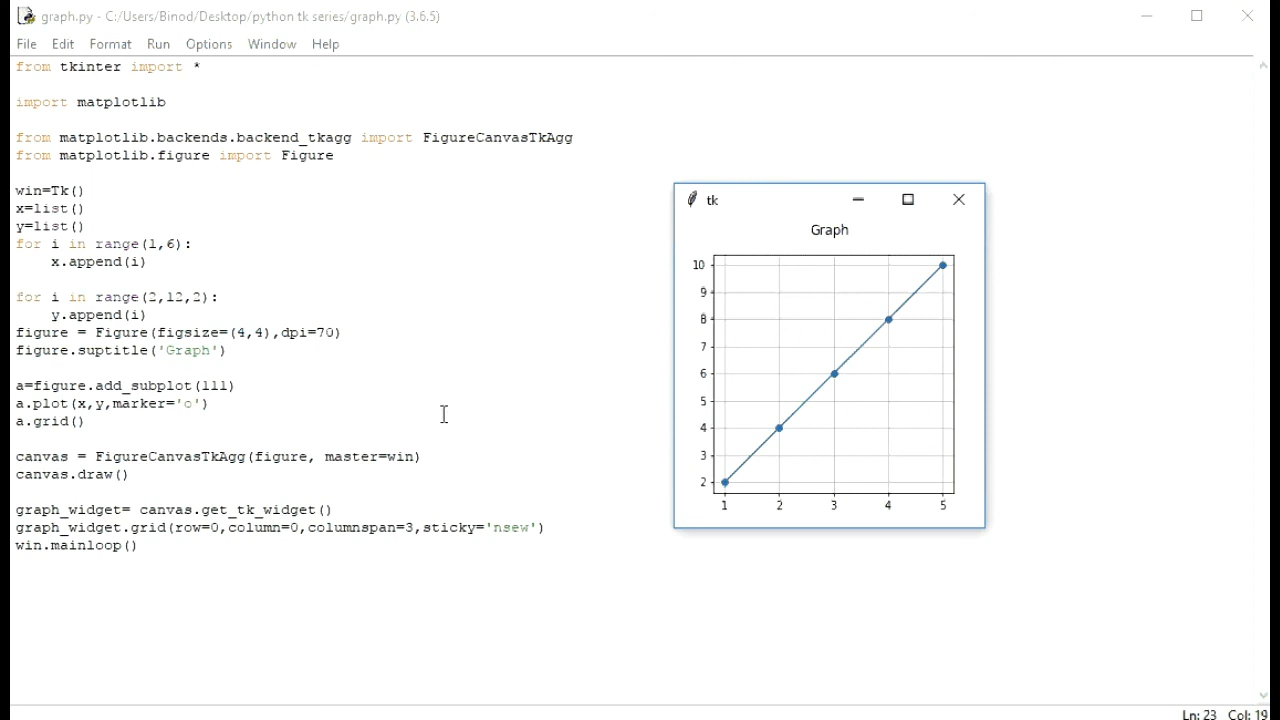 graph.py - C:/Users/Binod/Desktop/python tk series/graph.py (3.6.5)
File Edit Format Run Options Window Help
from tkinter import *
import matplotlib
from matplotlib.backends.backend_tkagg import FigureCanvasTkAgg
from matplotlib.figure import Figure
win=Tk()
x=list()
y=list()
for i in range(1,6):
    x.append(i)
for i in range(2,12,2):
    y.append(i)
figure = Figure(figsize=(4,4),dpi=70)
figure.suptitle('Graph')
a=figure.add_subplot(111)
a.plot(x,y,marker='o')
a.grid()
canvas = FigureCanvasTkAgg(figure, master=win)
canvas.draw()
graph_widget= canvas.get_tk_widget()
graph_widget.grid(row=0,column=0,columnspan=3,sticky='nsew')
win.mainloop()
tk
Graph
10
9
8
7
6
5
4
3
2
1 2 3 4 5
Ln: 23 Col: 19